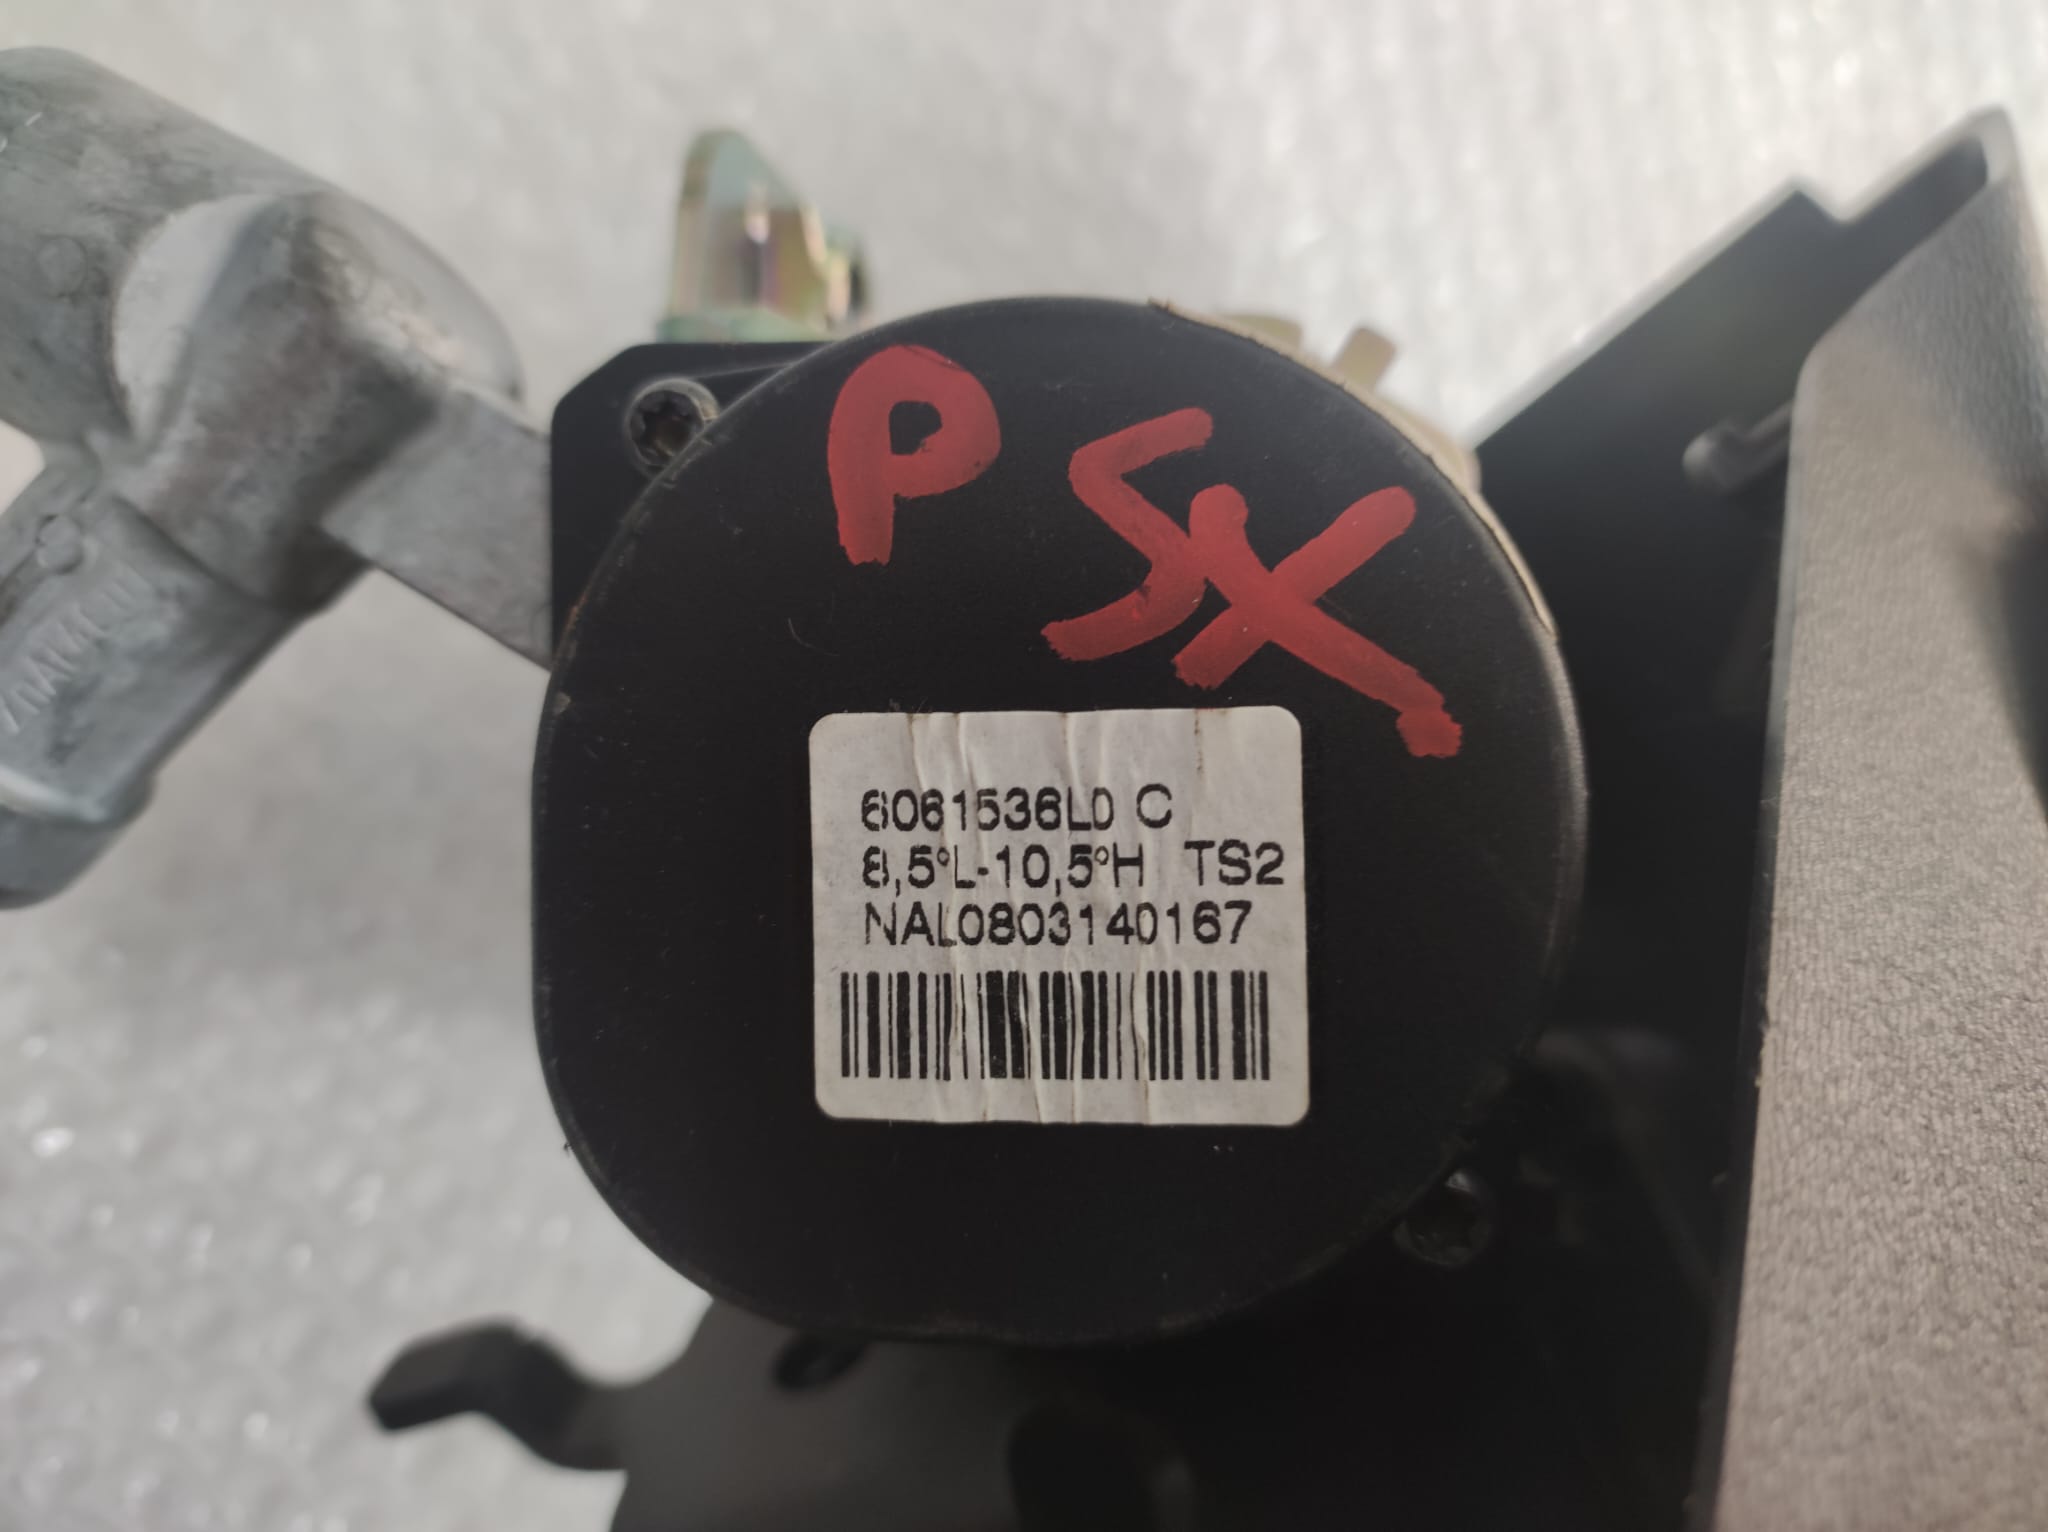 P SX
6061536L0 C
8,5°L-10,5°H TS2
NAL0803140167